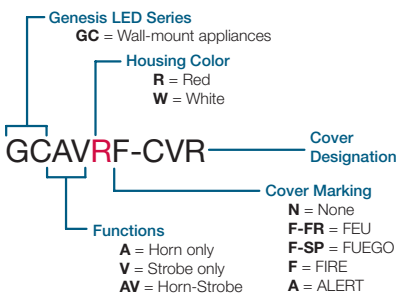 Genesis LED Series
GC = Wall-mount appliances
Housing Color
R = Red
W = White
GCAVRF-CVR
Cover
Designation
Cover Marking
N = None
F-FR = FEU
F-SP = FUEGO
F = FIRE
A = ALERT
Functions
A = Horn only
V = Strobe only
AV = Horn-Strobe